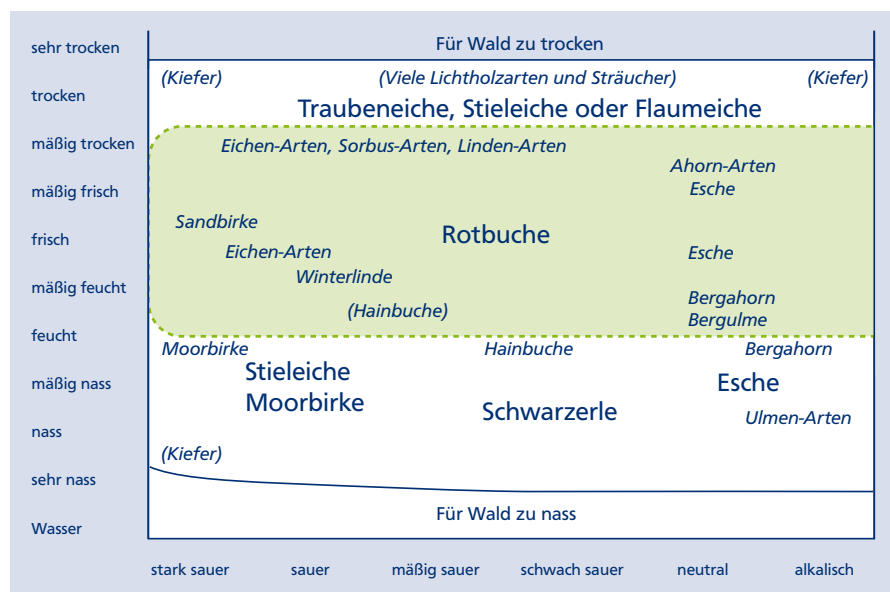 sehr trocken
Für Wald zu trocken
(Kiefer) (Viele Lichtholzarten und Sträucher) (Kiefer)
trocken
Traubeneiche, Stieleiche oder Flaumeiche
mäßig trocken
Eichen-Arten, Sorbus-Arten, Linden-Arten
Ahorn-Arten
mäßig frisch
Esche
Sandbirke
frisch
Rotbuche
Eichen-Arten
Esche
Winterlinde
mäßig feucht
Bergahorn
(Hainbuche)
Bergulme
feucht
Moorbirke Hainbuche Bergahorn
Stieleiche
mäßig nass
Esche
Moorbirke
Schwarzerle
Ulmen-Arten
nass
(Kiefer)
sehr nass
Für Wald zu nass
Wasser
stark sauer sauer mäßig sauer schwach sauer neutral alkalisch